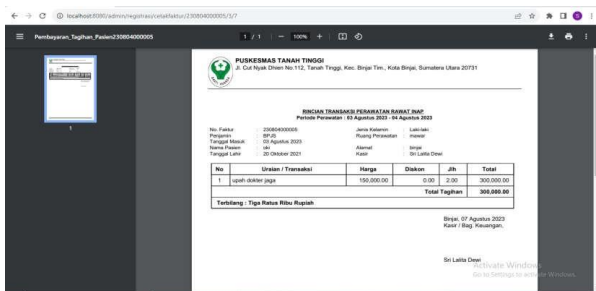 localhost:8000/admin/registrasi/cetakfaktur/230804000005/5/7
Pembayaran_Tagihan_Pasien230804000005
1 / 1
100%
1
PUSKESMAS TANAH TINGGI
Jl. Cut Nyak Dhien No.112, Tanah Tinggi, Kec. Binjai Tim., Kota Binjai, Sumatera Utara 20731
RINCIAN TRANSAKSI PERAWATAN RAWAT INAP
Periode Perawatan : 03 Agustus 2023 - 04 Agustus 2023
No. Faktur : 230804000005 Jenis Kelamin : Laki-laki
Penjamin : BPJS Ruang Perawatan : mawar
Tanggal Masuk : 03 Agustus 2023
Nama Pasien : uki Alamat : binjai
Tanggal Lahir : 20 Oktober 2021 Kasir : Sri Lalita Dewi
No Uraian / Transaksi Harga Diskon Jlh Total
1 upah dokter jaga 150,000.00 0.00 2.00 300,000.00
Total Tagihan 300,000.00
Terbilang : Tiga Ratus Ribu Rupiah
Binjai, 07 Agustus 2023
Kasir / Bag. Keuangan,
Sri Lalita Dewi
Activate Windows
Go to Settings to activate Windows.